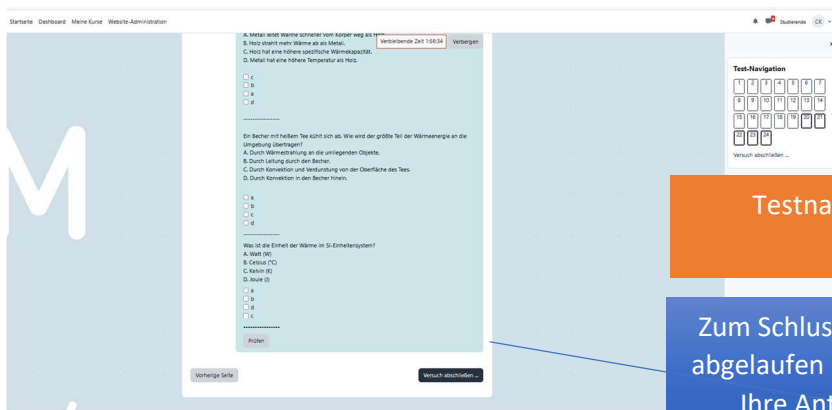 Startseite Dashboard Meine Kurse Website-Administration
Studierende CK
A. Metall leitet Wärme schneller vom Körper weg als
B. Holz strahlt mehr Wärme ab als Metall.
Verbleibende Zeit 1:56:34
Verbergen
C. Holz hat eine höhere spezifische Wärmekapazität.
D. Metall hat eine höhere Temperatur als Holz.
c
b
a
d
----------------
Ein Becher mit heißem Tee kühlt sich ab. Wie wird der größte Teil der Wärmeenergie an die
Umgebung übertragen?
A. Durch Wärmestrahlung an die umliegenden Objekte.
B. Durch Leitung durch den Becher.
C. Durch Konvektion und Verdunstung von der Oberfläche des Tees.
D. Durch Konvektion in den Becher hinein.
a
b
c
d
----------------
Was ist die Einheit der Wärme im SI-Einheitensystem?
A. Watt (W)
B. Celsius (°C)
C. Kelvin (K)
D. Joule (J)
a
b
d
c
----------------
Prüfen
Vorherige Seite
Versuch abschließen ...
Test-Navigation
1 2 3 4 5 6 7
8 9 10 11 12 13 14
15 16 17 18 19 20 21
22 23 24
Versuch abschließen ...
Testna
Zum Schlus
abgelaufen
Ihre Ant
M